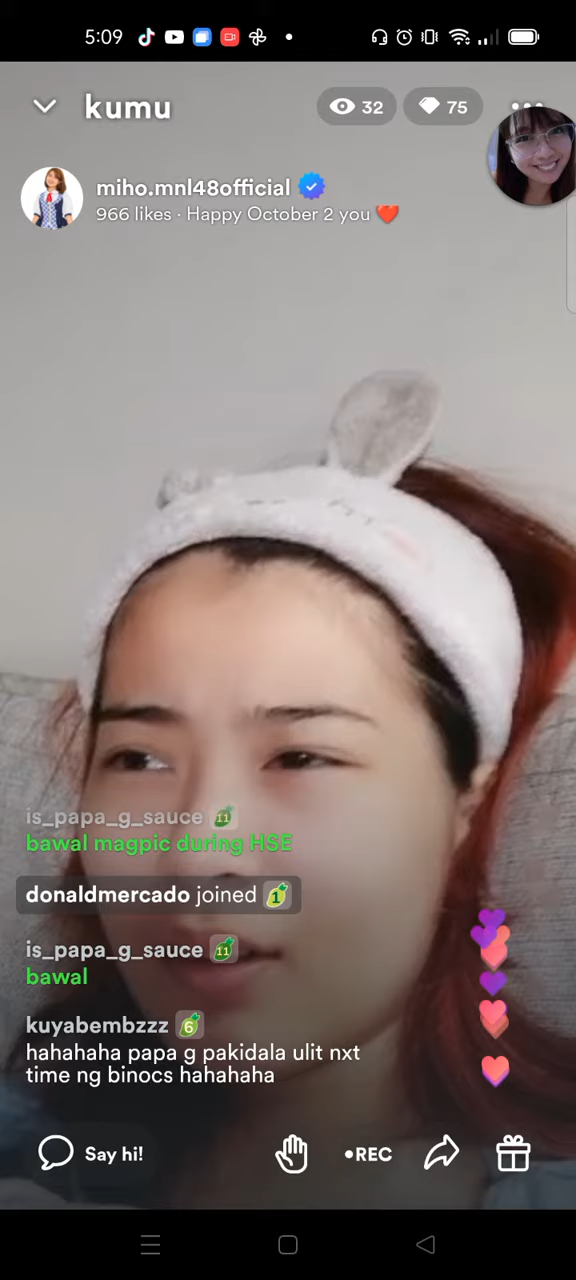 5:09
kumu
32
75
miho.mnl48official
966 likes · Happy October 2 you ❤️
is_papa_g_sauce 11
bawal magpic during HSE
donaldmercado joined 1
is_papa_g_sauce 11
bawal
kuyabembzzz 6
hahahaha papa g pakidala ulit nxt
time ng binocs hahahaha
Say hi!
•REC